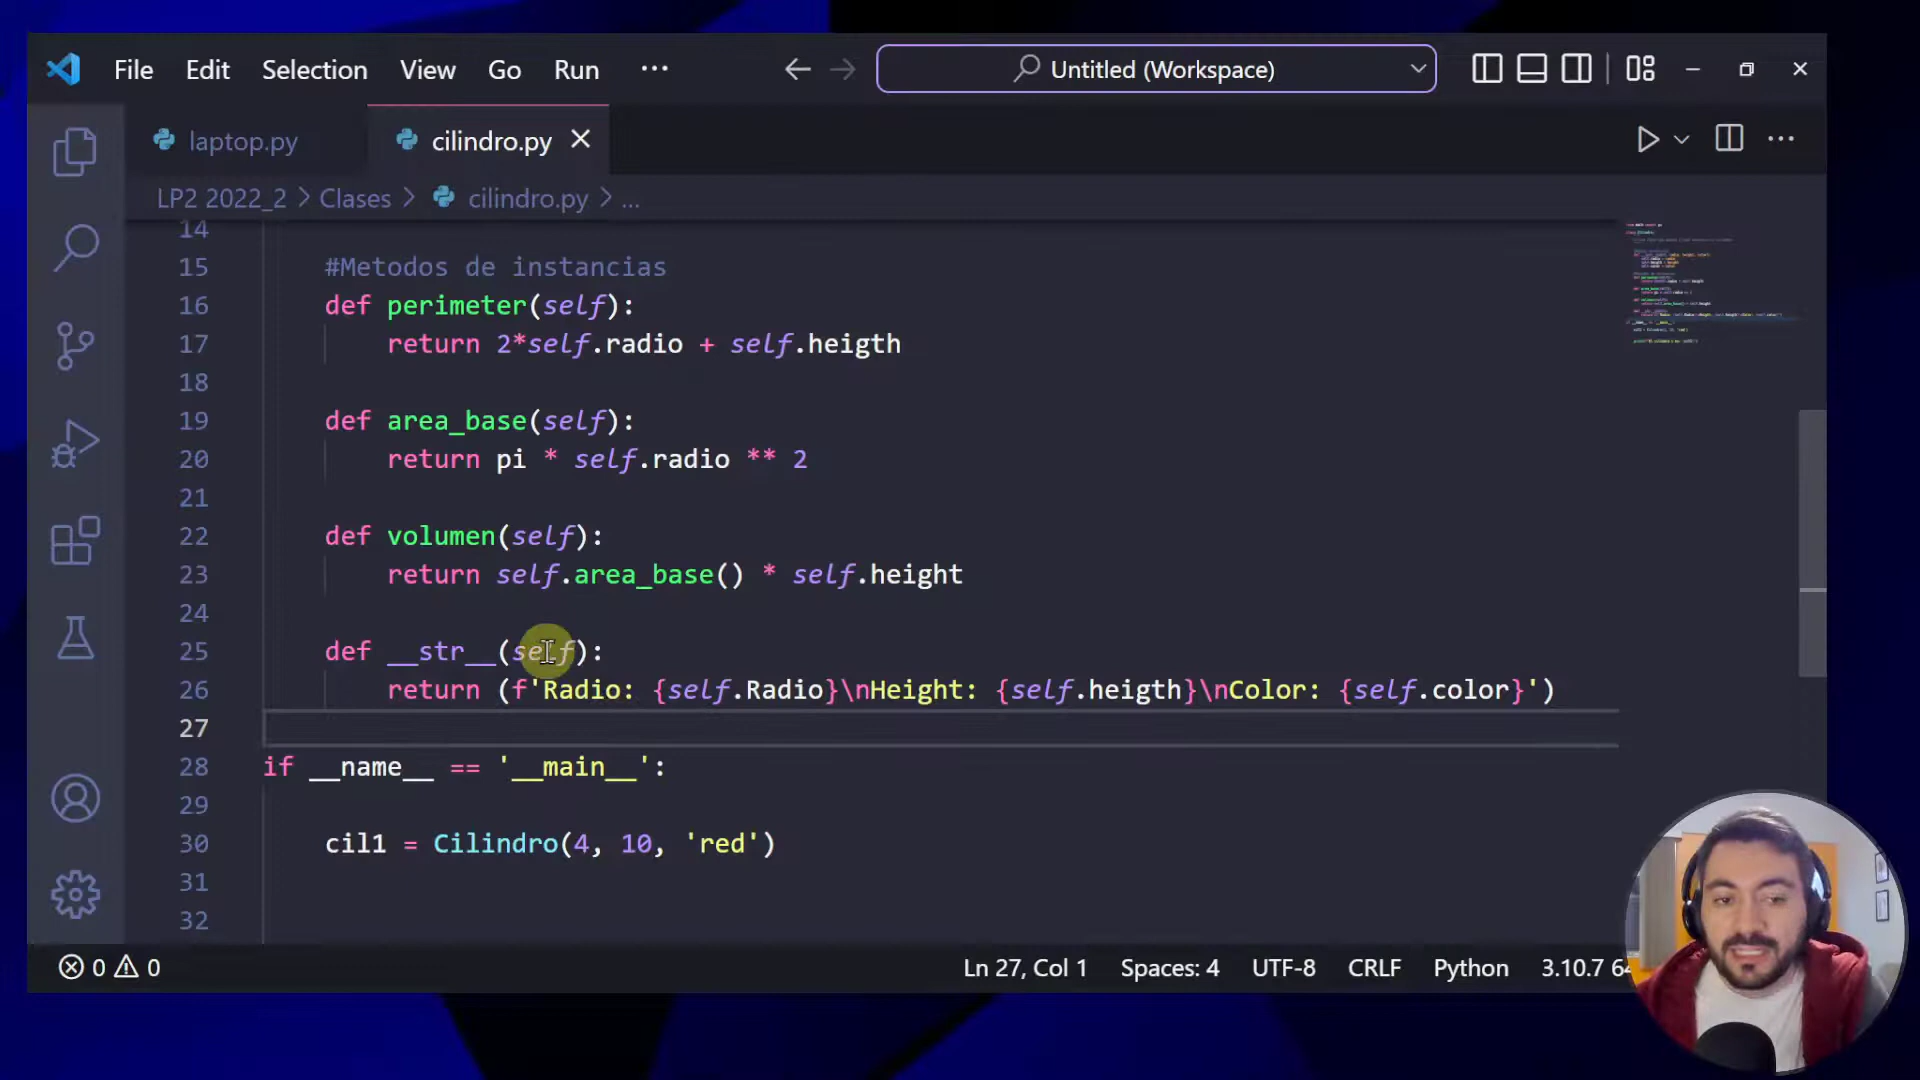 File Edit Selection View Go Run ... Untitled (Workspace)
laptop.py cilindro.py
LP2 2022_2 > Clases > cilindro.py > ...
14
15 #Metodos de instancias
16 def perimeter(self):
17 return 2*self.radio + self.heigth
18
19 def area_base(self):
20 return pi * self.radio ** 2
21
22 def volumen(self):
23 return self.area_base() * self.height
24
25 def __str__(self):
26 return (f'Radio: {self.Radio}\nHeight: {self.heigth}\nColor: {self.color}')
27
28 if __name__ == '__main__':
29
30 cil1 = Cilindro(4, 10, 'red')
31
32
0 0 Ln 27, Col 1 Spaces: 4 UTF-8 CRLF Python 3.10.7